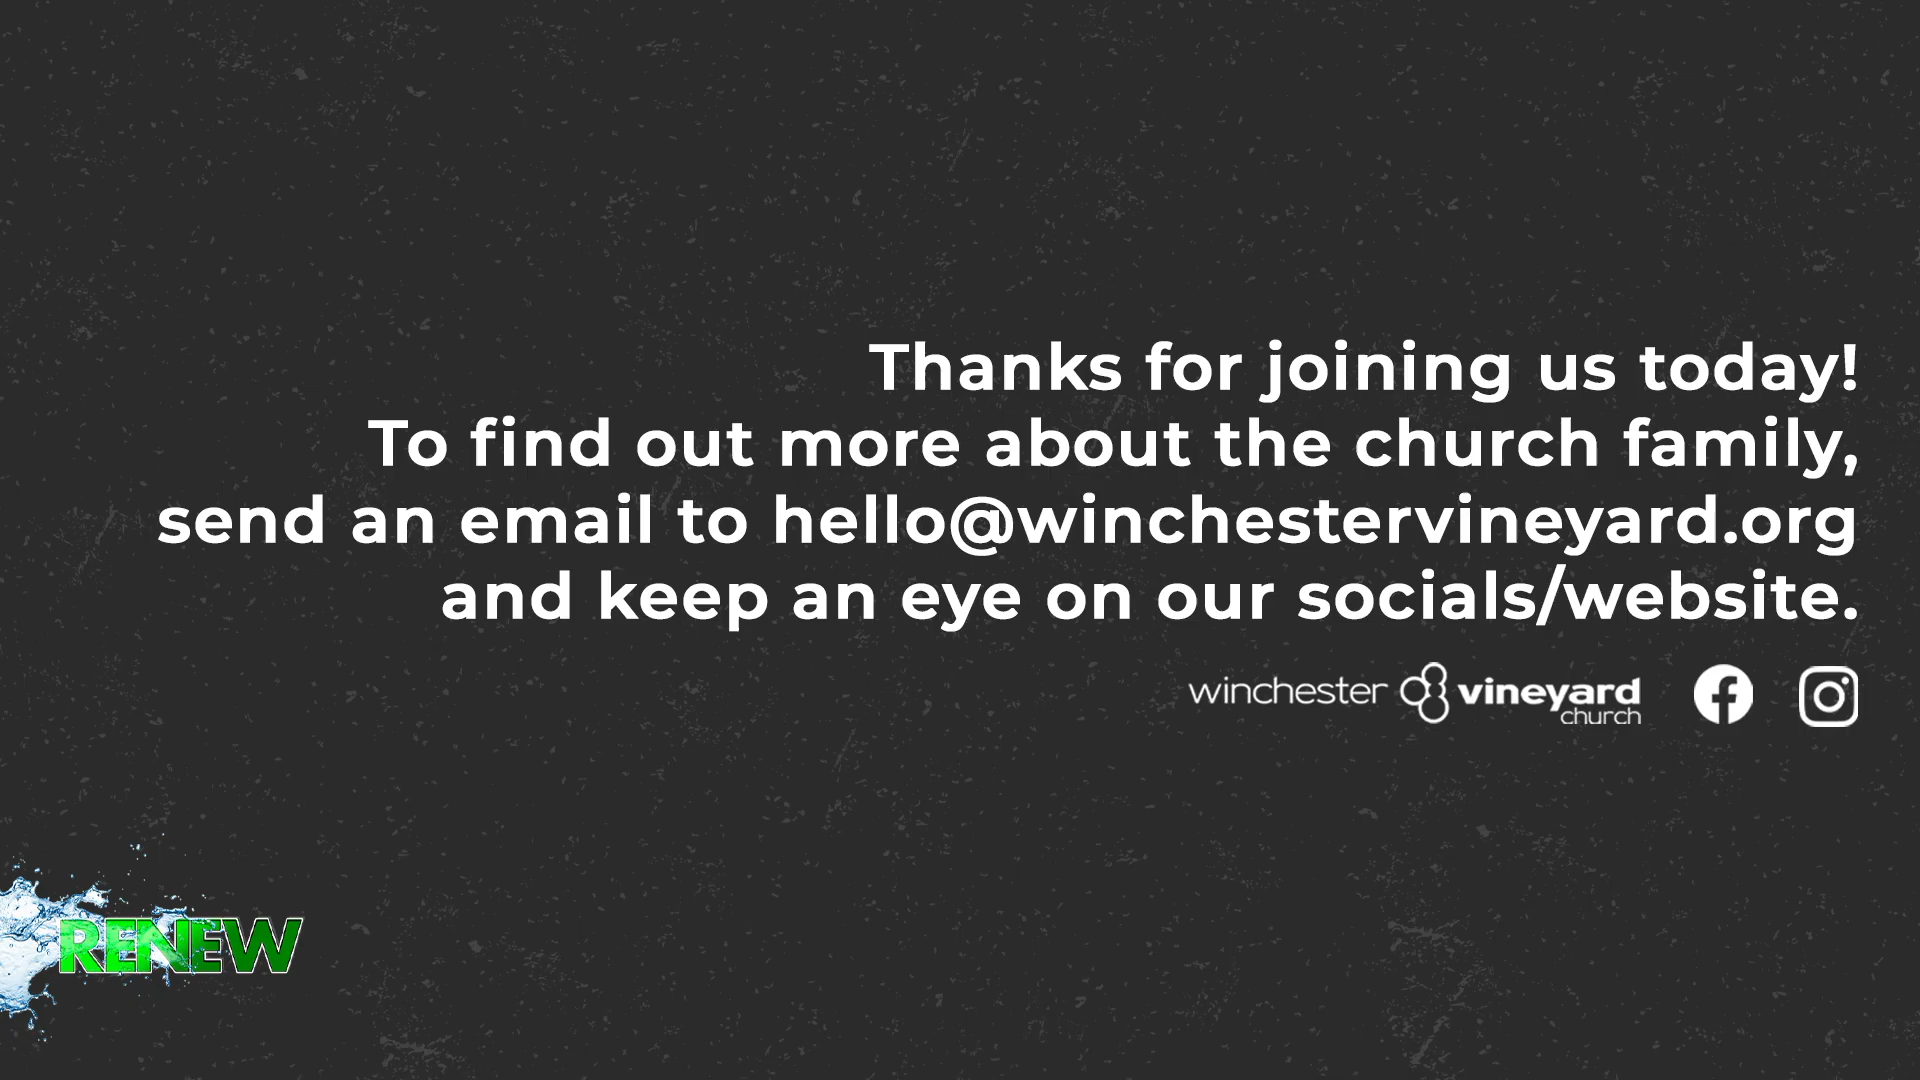 Thanks for joining us today!
To find out more about the church family,
send an email to hello@winchestervineyard.org
and keep an eye on our socials/website.
winchester vineyard
church
RENEW